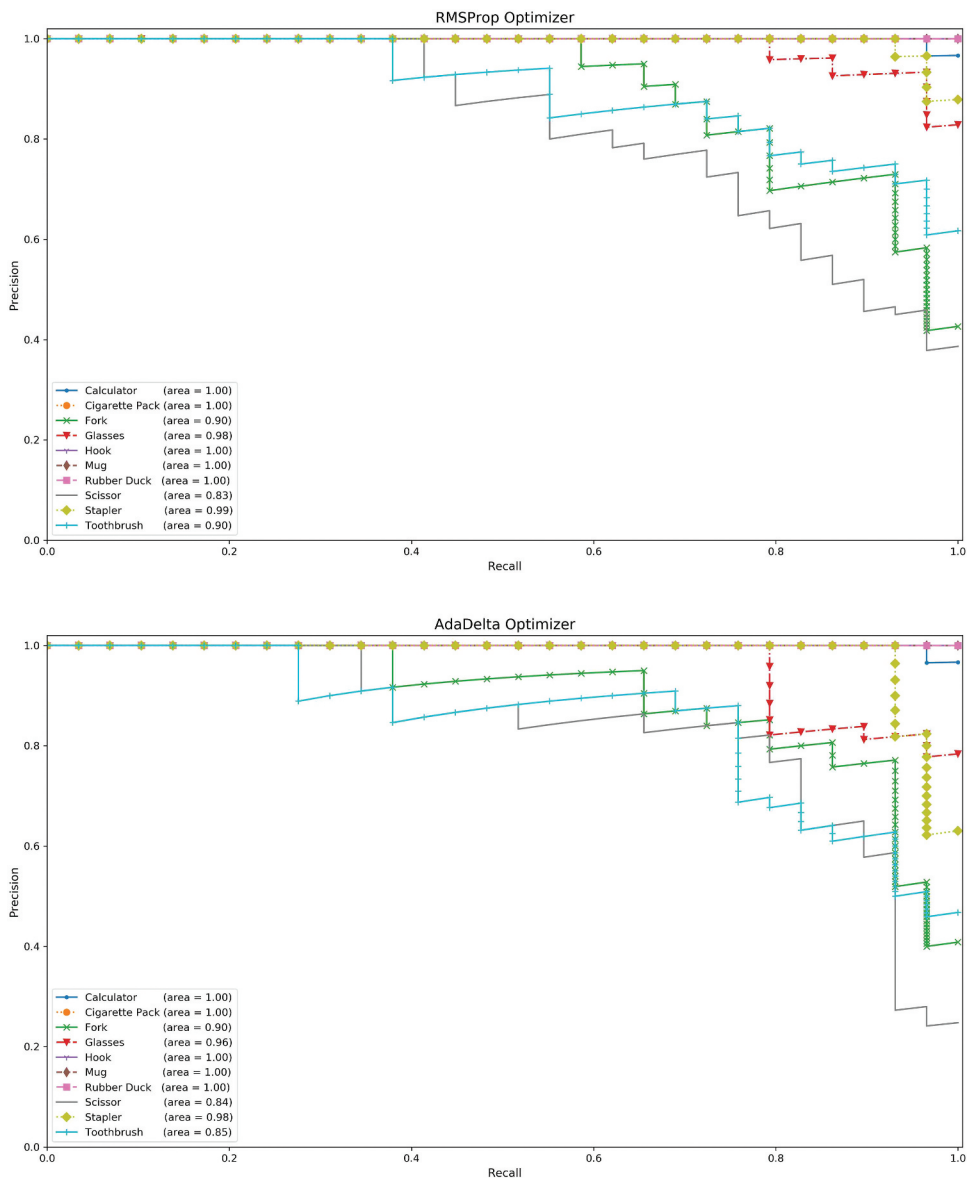 RMSProp Optimizer
1.0
0.8
0.6
0.4
0.2
0.0
Precision
Calculator (area = 1.00)
Cigarette Pack (area = 1.00)
Fork (area = 0.90)
Glasses (area = 0.98)
Hook (area = 1.00)
Mug (area = 1.00)
Rubber Duck (area = 1.00)
Scissor (area = 0.83)
Stapler (area = 0.99)
Toothbrush (area = 0.90)
0.0 0.2 0.4 0.6 0.8 1.0
Recall
AdaDelta Optimizer
1.0
0.8
0.6
0.4
0.2
0.0
Precision
Calculator (area = 1.00)
Cigarette Pack (area = 1.00)
Fork (area = 0.90)
Glasses (area = 0.96)
Hook (area = 1.00)
Mug (area = 1.00)
Rubber Duck (area = 1.00)
Scissor (area = 0.84)
Stapler (area = 0.98)
Toothbrush (area = 0.85)
0.0 0.2 0.4 0.6 0.8 1.0
Recall